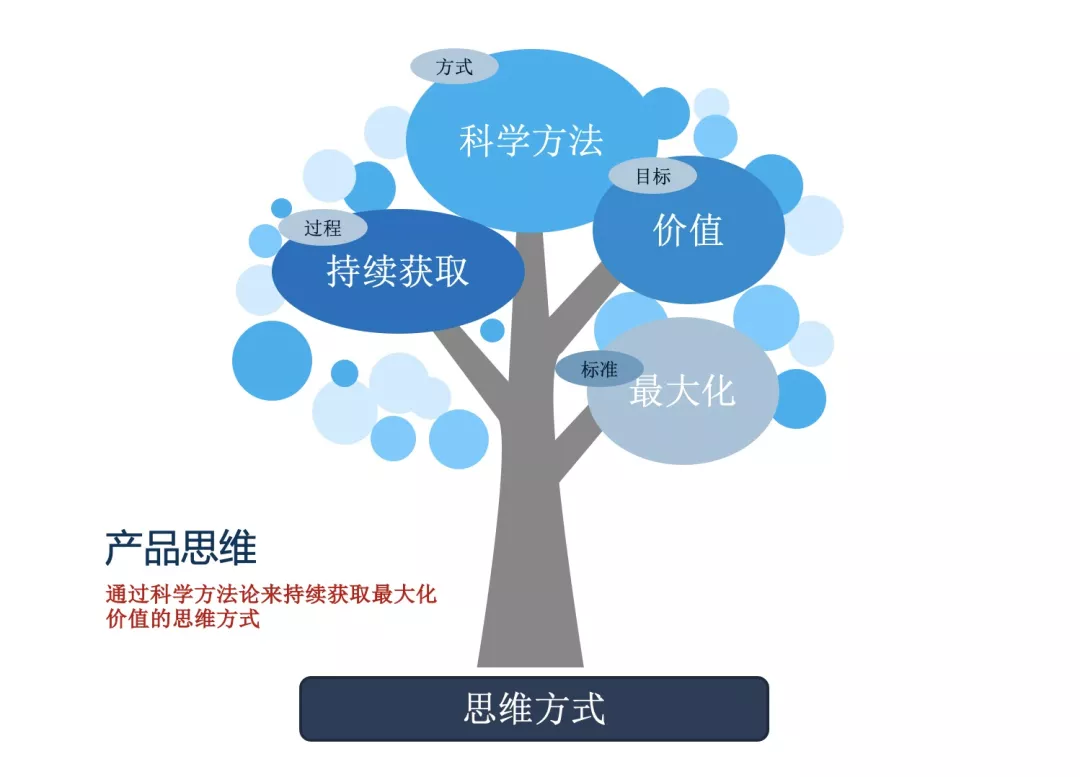 方式
科学方法
目标
价值
过程
持续获取
标准
最大化
产品思维
通过科学方法论来持续获取最大化
价值的思维方式
思维方式